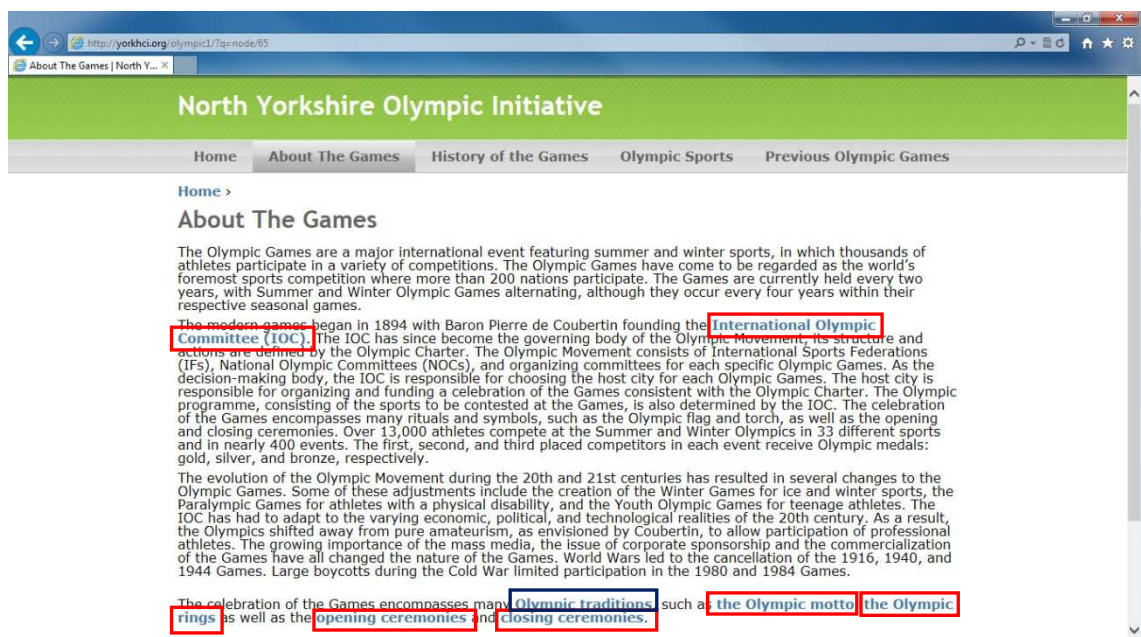 http://yorkhci.org/olympic1/?q=node/65
About The Games | North Y...
North Yorkshire Olympic Initiative
Home About The Games History of the Games Olympic Sports Previous Olympic Games
Home ›
About The Games
The Olympic Games are a major international event featuring summer and winter sports, in which thousands of
athletes participate in a variety of competitions. The Olympic Games have come to be regarded as the world's
foremost sports competition where more than 200 nations participate. The Games are currently held every two
years, with Summer and Winter Olympic Games alternating, although they occur every four years within their
respective seasonal games.
The modern games began in 1894 with Baron Pierre de Coubertin founding the International Olympic
Committee (IOC). The IOC has since become the governing body of the Olympic Movement, its structure and
actions are defined by the Olympic Charter. The Olympic Movement consists of International Sports Federations
(IFs), National Olympic Committees (NOCs), and organizing committees for each specific Olympic Games. As the
decision-making body, the IOC is responsible for choosing the host city for each Olympic Games. The host city is
responsible for organizing and funding a celebration of the Games consistent with the Olympic Charter. The Olympic
programme, consisting of the sports to be contested at the Games, is also determined by the IOC. The celebration
of the Games encompasses many rituals and symbols, such as the Olympic flag and torch, as well as the opening
and closing ceremonies. Over 13,000 athletes compete at the Summer and Winter Olympics in 33 different sports
and in nearly 400 events. The first, second, and third placed competitors in each event receive Olympic medals:
gold, silver, and bronze, respectively.
The evolution of the Olympic Movement during the 20th and 21st centuries has resulted in several changes to the
Olympic Games. Some of these adjustments include the creation of the Winter Games for ice and winter sports, the
Paralympic Games for athletes with a physical disability, and the Youth Olympic Games for teenage athletes. The
IOC has had to adapt to the varying economic, political, and technological realities of the 20th century. As a result,
the Olympics shifted away from pure amateurism, as envisioned by Coubertin, to allow participation of professional
athletes. The growing importance of the mass media, the issue of corporate sponsorship and the commercialization
of the Games have all changed the nature of the Games. World Wars led to the cancellation of the 1916, 1940, and
1944 Games. Large boycotts during the Cold War limited participation in the 1980 and 1984 Games.
The celebration of the Games encompasses many Olympic traditions, such as the Olympic motto, the Olympic
rings as well as the opening ceremonies and closing ceremonies.